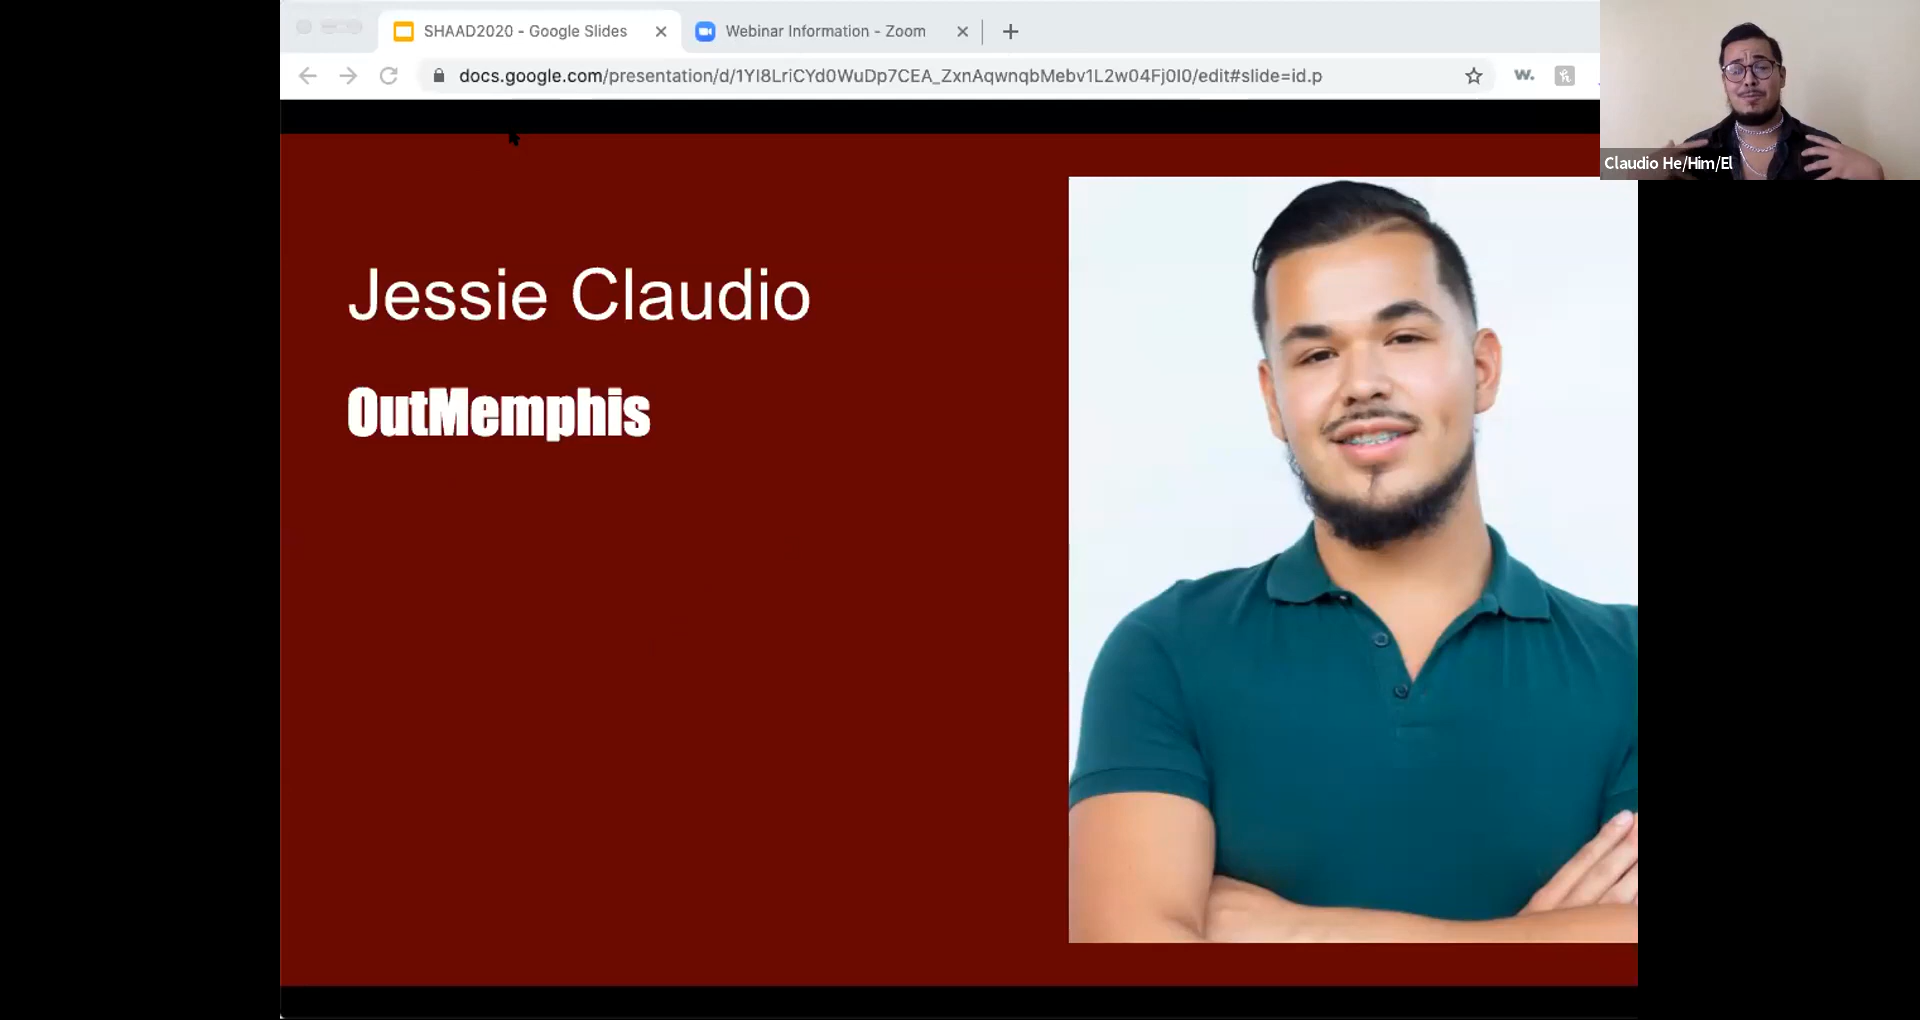 SHAAD2020 - Google Slides
Webinar Information - Zoom
docs.google.com/presentation/d/1YI8LriCYd0WuDp7CEA_ZxnAqwnqbMebv1L2w04Fj0I0/edit#slide=id.p
w.
Claudio He/Him/El
Jessie Claudio
OutMemphis